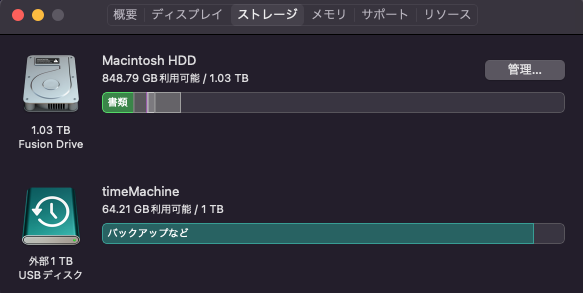 概要 ディスプレイ ストレージ メモリ サポート リソース
Macintosh HDD
848.79 GB利用可能 / 1.03 TB
管理...
書類
1.03 TB
Fusion Drive
timeMachine
64.21 GB利用可能 / 1 TB
バックアップなど
外部1 TB
USBディスク